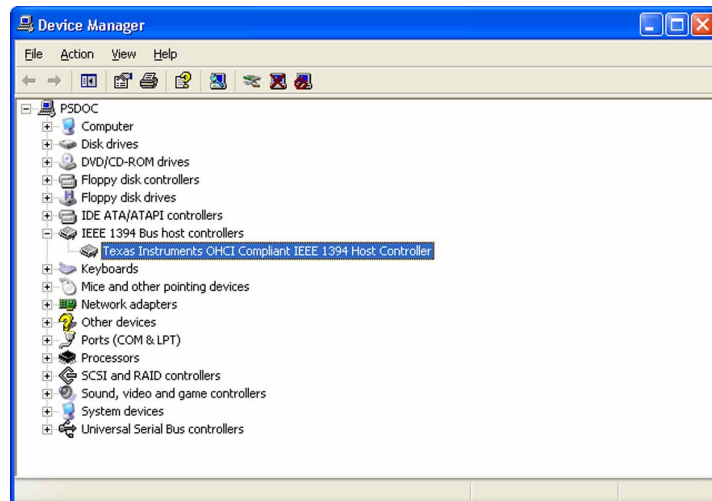 Device Manager
File Action View Help
PSDOC
Computer
Disk drives
DVD/CD-ROM drives
Floppy disk controllers
Floppy disk drives
IDE ATA/ATAPI controllers
IEEE 1394 Bus host controllers
Texas Instruments OHCI Compliant IEEE 1394 Host Controller
Keyboards
Mice and other pointing devices
Network adapters
Other devices
Ports (COM & LPT)
Processors
SCSI and RAID controllers
Sound, video and game controllers
System devices
Universal Serial Bus controllers